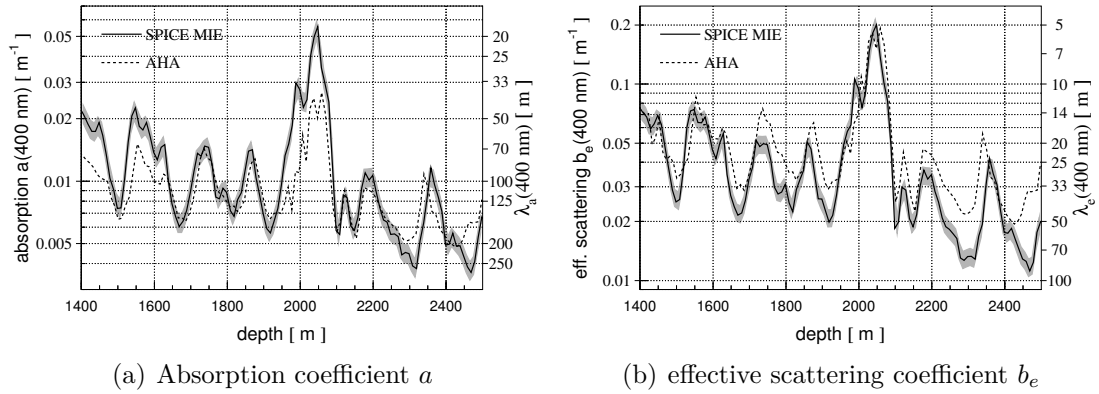 absorption a(400 nm) [ m⁻¹ ]
0.05
0.03
0.02
0.01
0.005
SPICE MIE
AHA
20
25
33
50
70
100
125
200
250
λa(400 nm) [ m ]
1400 1600 1800 2000 2200 2400
depth [ m ]
(a) Absorption coefficient a
eff. scattering be(400 nm) [ m⁻¹ ]
0.2
0.1
0.05
0.03
0.02
0.01
SPICE MIE
AHA
5
7
10
14
20
25
33
50
70
100
λe(400 nm) [ m ]
1400 1600 1800 2000 2200 2400
depth [ m ]
(b) effective scattering coefficient be